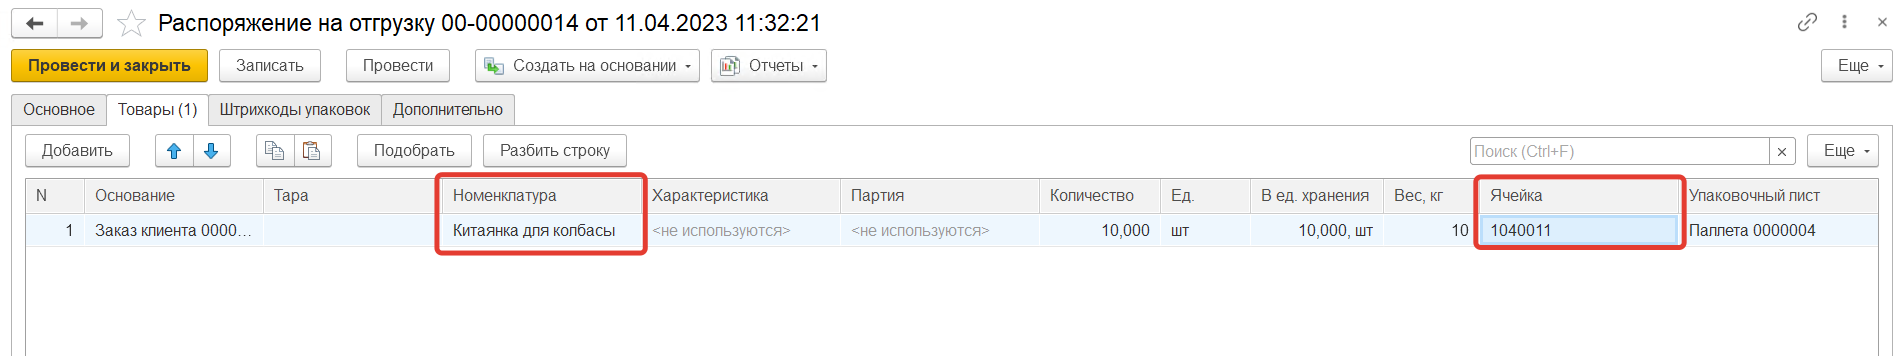 Распоряжение на отгрузку 00-00000014 от 11.04.2023 11:32:21
Провести и закрыть Записать Провести Создать на основании Отчеты Еще
Основное Товары (1) Штрихкоды упаковок Дополнительно
Добавить Подобрать Разбить строку Поиск (Ctrl+F) × Еще
N Основание Тара Номенклатура Характеристика Партия Количество Ед. В ед. хранения Вес, кг Ячейка Упаковочный лист
1 Заказ клиента 0000... Китаянка для колбасы <не используются> <не используются> 10,000 шт 10,000, шт 10 1040011 Паллета 0000004